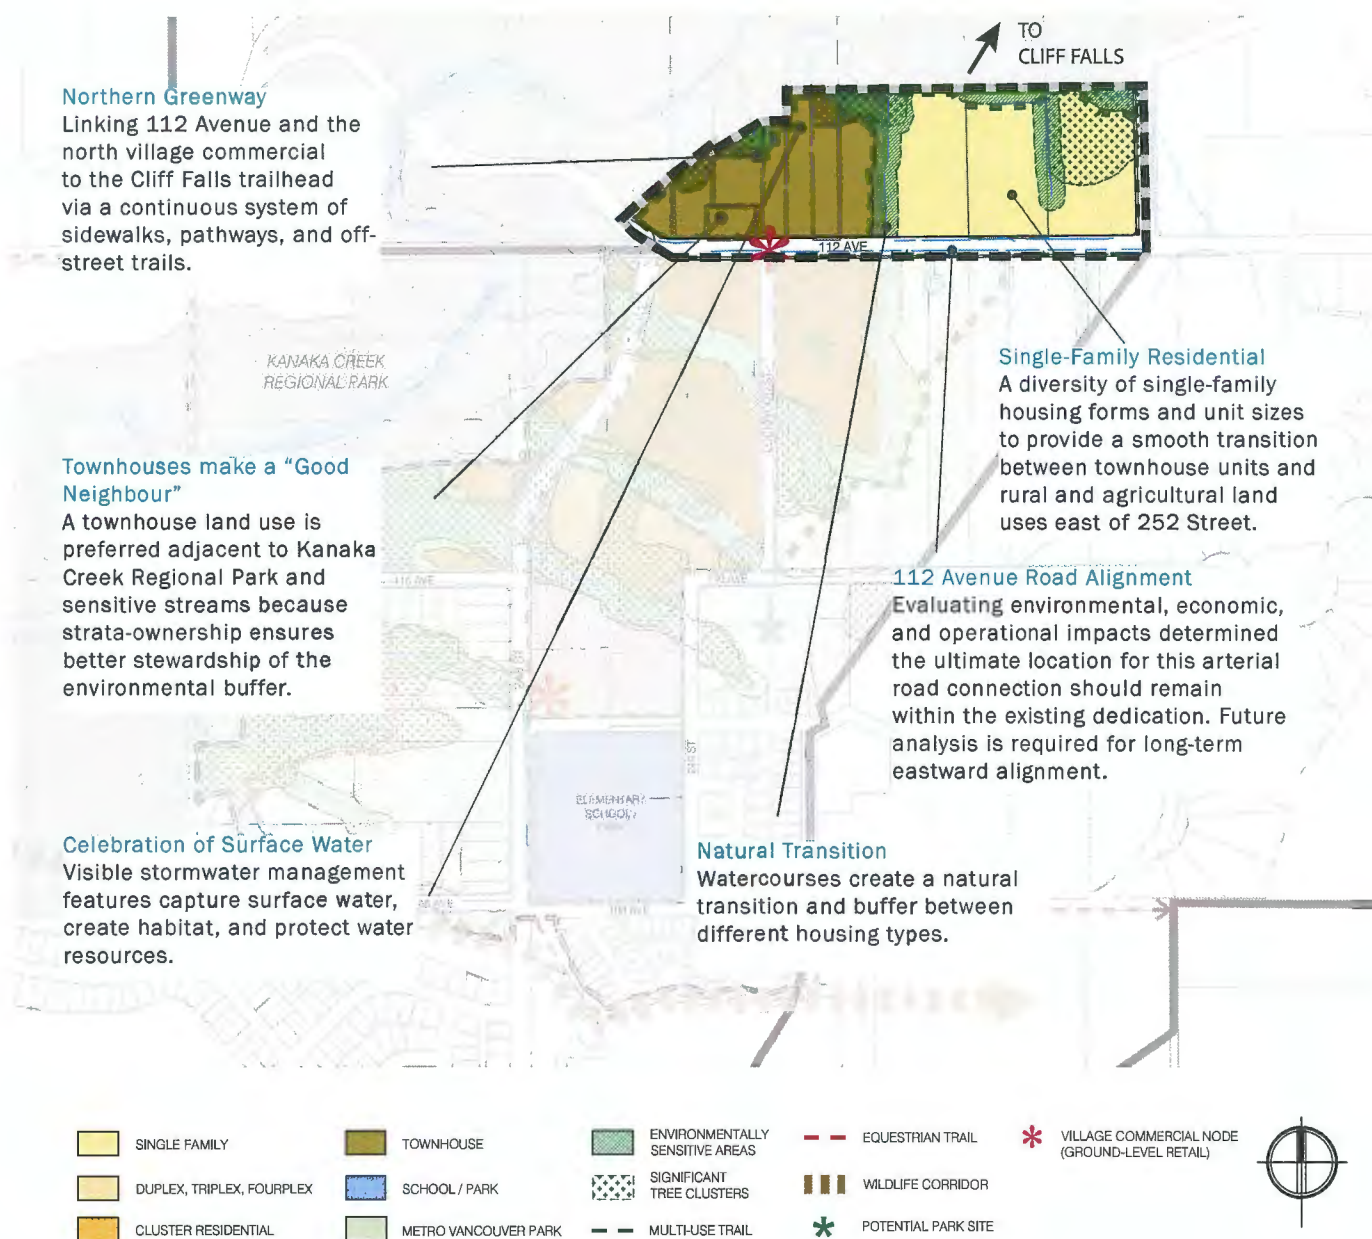 TO
CLIFF FALLS
Northern Greenway
Linking 112 Avenue and the
north village commercial
to the Cliff Falls trailhead
via a continuous system of
sidewalks, pathways, and off-
street trails.
112 AVE
KANAKA CREEK
REGIONAL PARK
Single-Family Residential
A diversity of single-family
housing forms and unit sizes
to provide a smooth transition
between townhouse units and
rural and agricultural land
uses east of 252 Street.
Townhouses make a “Good
Neighbour”
A townhouse land use is
preferred adjacent to Kanaka
Creek Regional Park and
sensitive streams because
strata-ownership ensures
better stewardship of the
environmental buffer.
112 Avenue Road Alignment
Evaluating environmental, economic,
and operational impacts determined
the ultimate location for this arterial
road connection should remain
within the existing dedication. Future
analysis is required for long-term
eastward alignment.
ELEMENTARY
SCHOOL/
Celebration of Surface Water
Visible stormwater management
features capture surface water,
create habitat, and protect water
resources.
Natural Transition
Watercourses create a natural
transition and buffer between
different housing types.
SINGLE FAMILY
DUPLEX, TRIPLEX, FOURPLEX
CLUSTER RESIDENTIAL
TOWNHOUSE
SCHOOL / PARK
METRO VANCOUVER PARK
ENVIRONMENTALLY
SENSITIVE AREAS
SIGNIFICANT
TREE CLUSTERS
MULTI-USE TRAIL
EQUESTRIAN TRAIL
WILDLIFE CORRIDOR
POTENTIAL PARK SITE
VILLAGE COMMERCIAL NODE
(GROUND-LEVEL RETAIL)